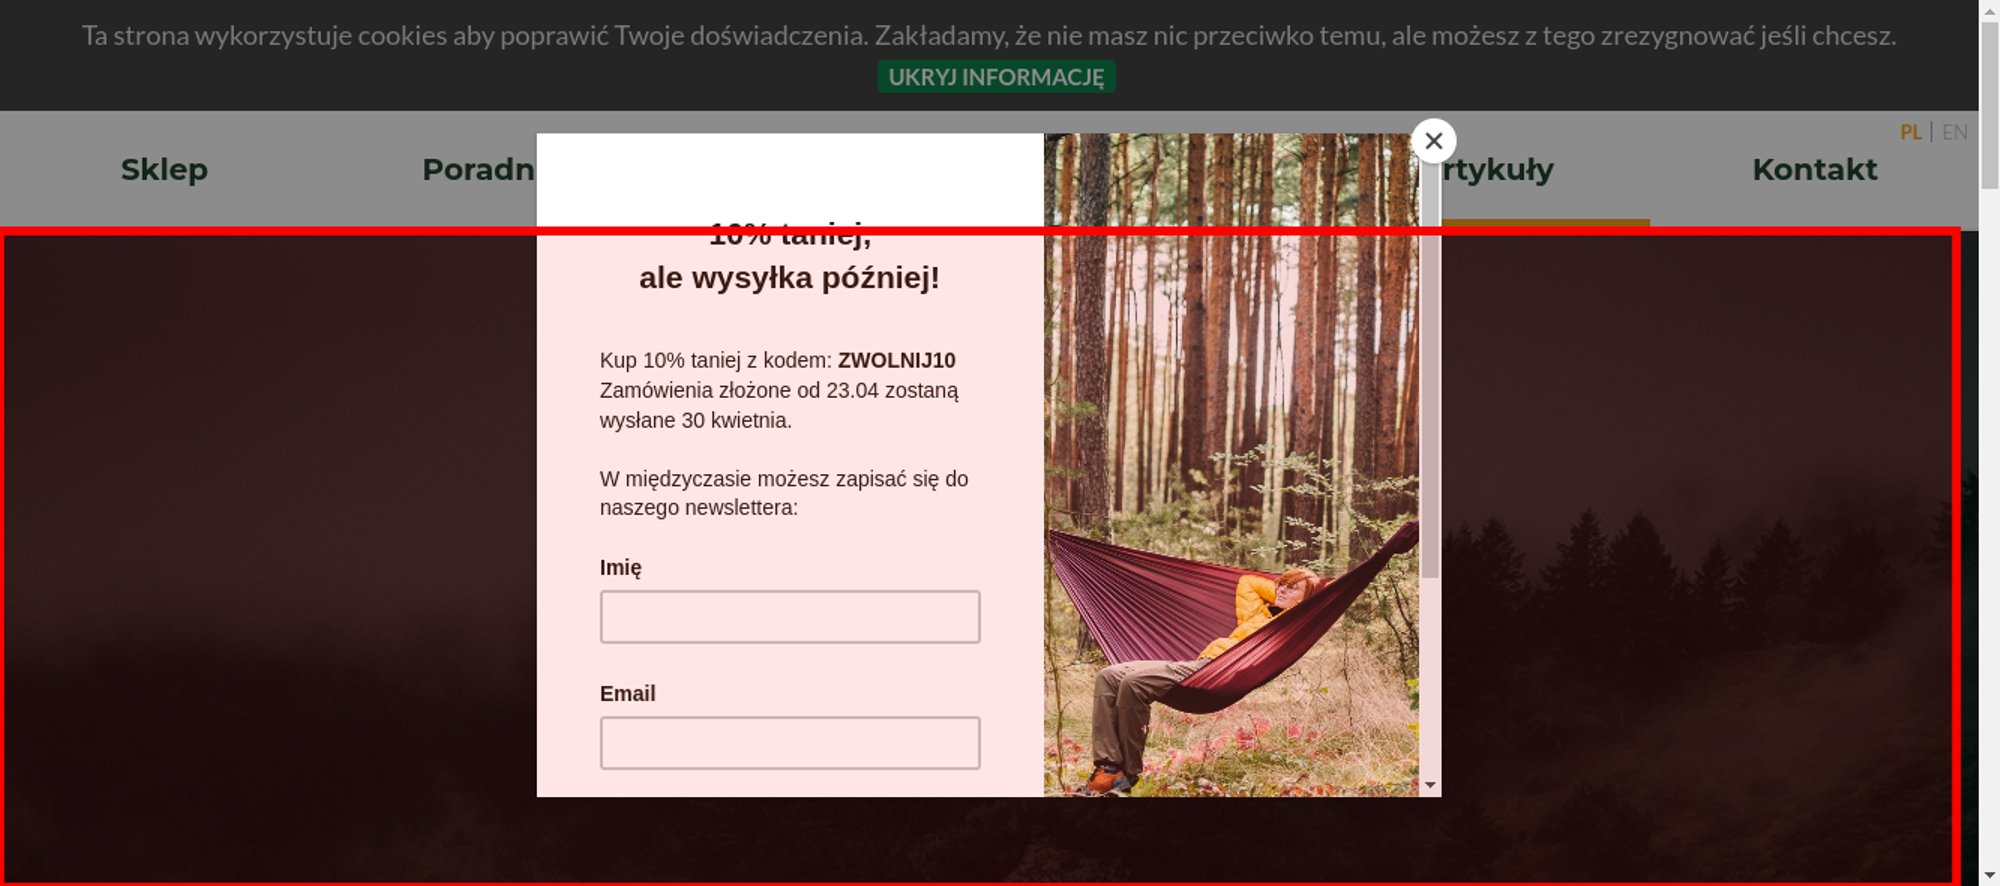 Ta strona wykorzystuje cookies aby poprawić Twoje doświadczenia. Zakładamy, że nie masz nic przeciwko temu, ale możesz z tego zrezygnować jeśli chcesz.
UKRYJ INFORMACJĘ
PL | EN
Sklep
Poradn
rtykuły
Kontakt
10% taniej,
ale wysyłka później!
Kup 10% taniej z kodem: ZWOLNIJ10
Zamówienia złożone od 23.04 zostaną
wysłane 30 kwietnia.
W międzyczasie możesz zapisać się do
naszego newslettera:
Imię
Email